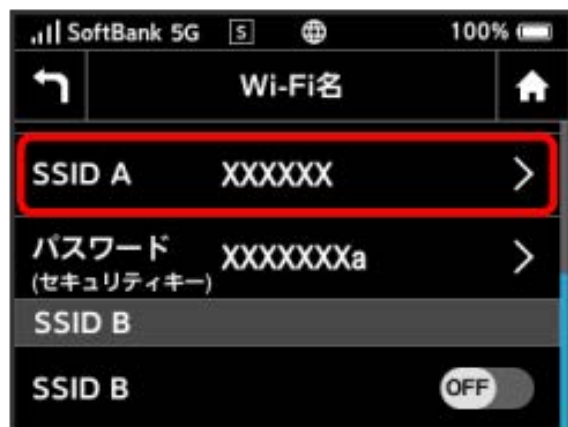 SoftBank 5G S 100%
Wi-Fi名
SSID A XXXXXX
パスワード XXXXXXXa
(セキュリティキー)
SSID B
SSID B OFF